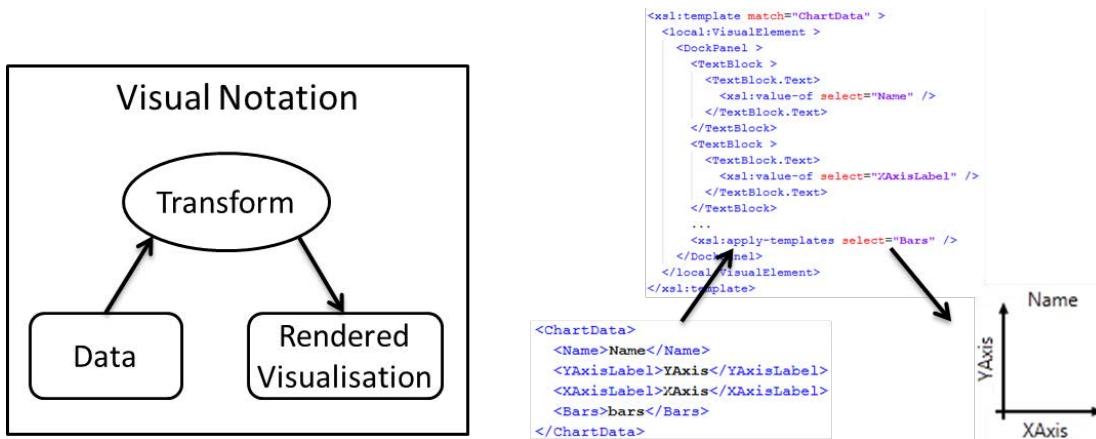 Visual Notation
Transform
Data
Rendered
Visualisation
<xsl:template match="ChartData" >
<local:VisualElement >
<DockPanel >
<TextBlock >
<TextBlock.Text>
<xsl:value-of select="Name" />
</TextBlock.Text>
</TextBlock>
<TextBlock >
<TextBlock.Text>
<xsl:value-of select="XAxisLabel" />
</TextBlock.Text>
</TextBlock>
...
<xsl:apply-templates select="Bars" />
</DockPanel>
</local:VisualElement>
</xsl:template>
<ChartData>
<Name>Name</Name>
<YAxisLabel>YAxis</YAxisLabel>
<XAxisLabel>XAxis</XAxisLabel>
<Bars>bars</Bars>
</ChartData>
Name
YAxis
XAxis